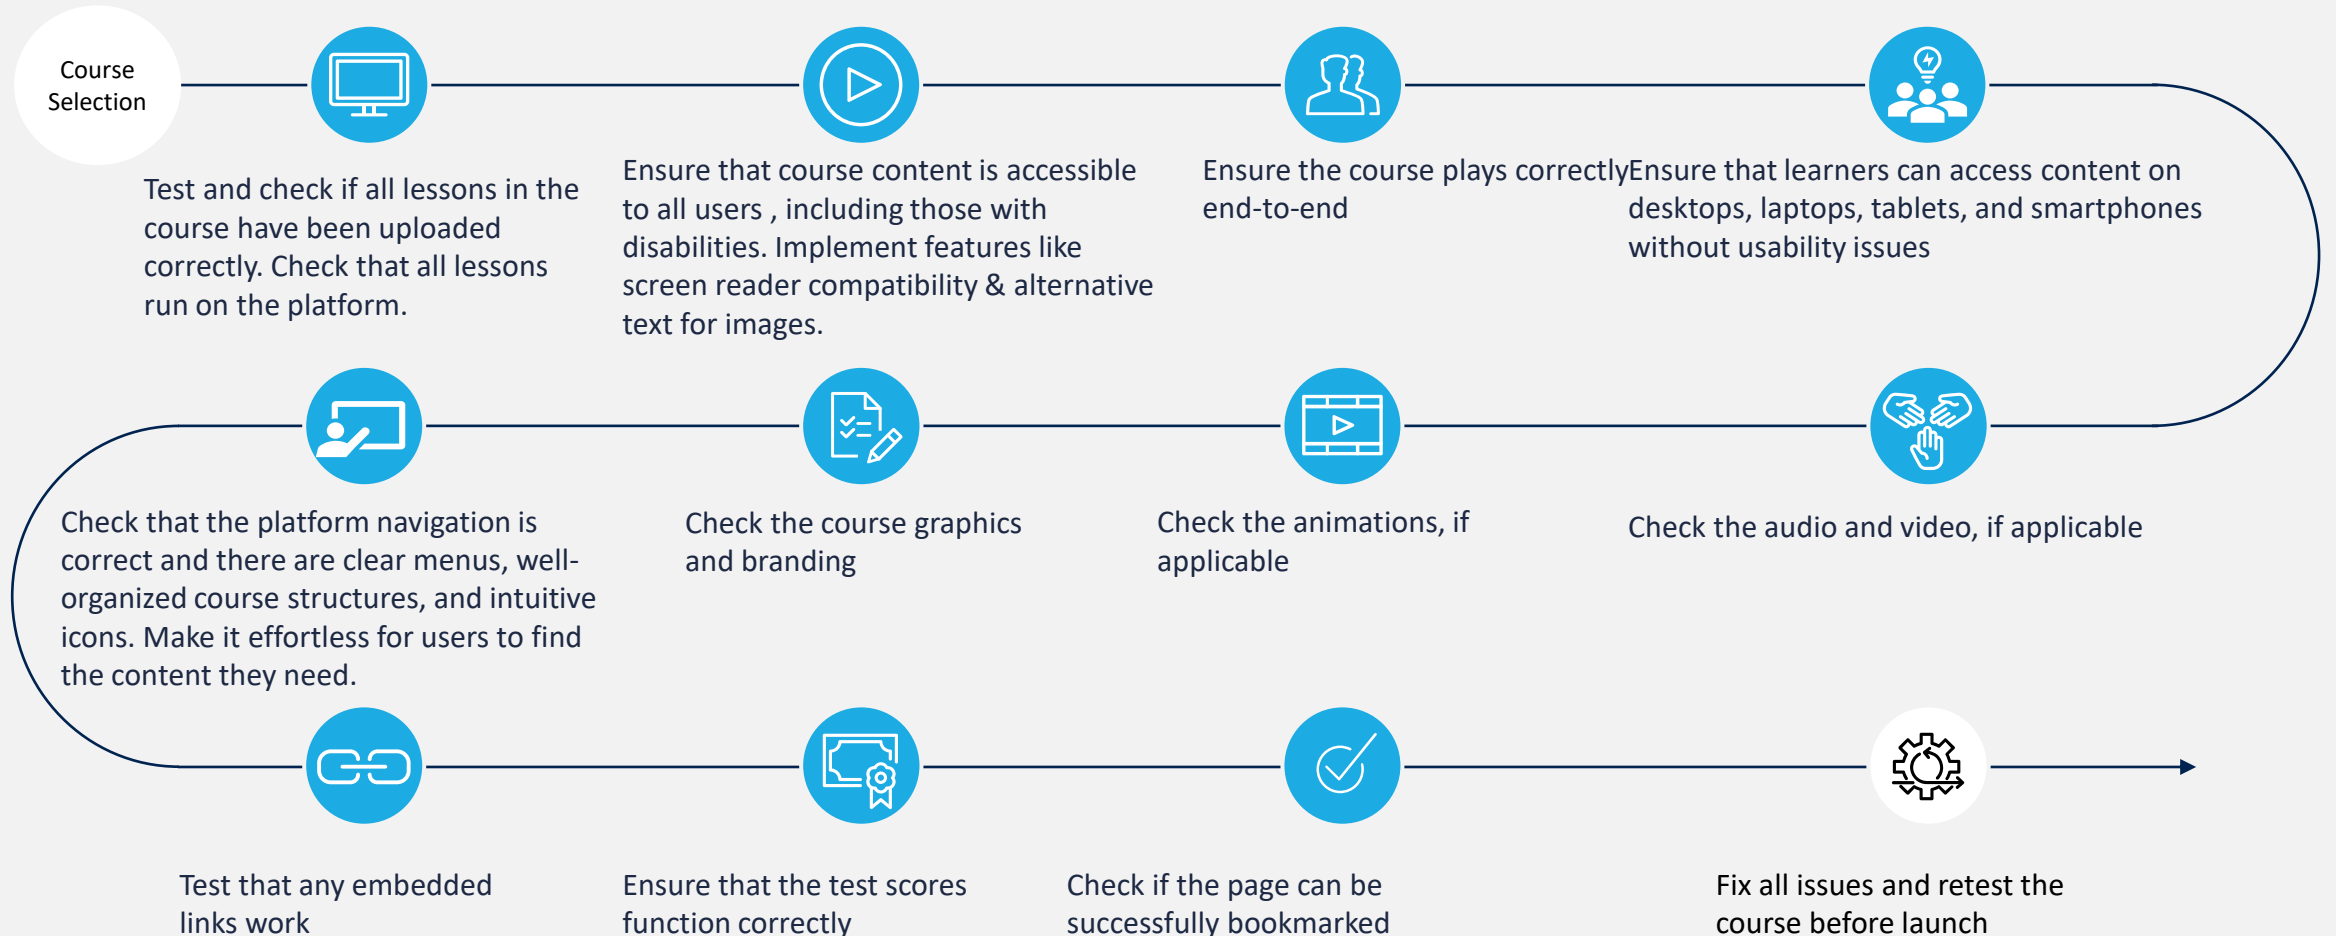 Course
Selection
Test and check if all lessons in the
course have been uploaded
correctly. Check that all lessons
run on the platform.
Ensure that course content is accessible
to all users , including those with
disabilities. Implement features like
screen reader compatibility & alternative
text for images.
Ensure the course plays correctly
end-to-end
Ensure that learners can access content on
desktops, laptops, tablets, and smartphones
without usability issues
Check that the platform navigation is
correct and there are clear menus, well-
organized course structures, and intuitive
icons. Make it effortless for users to find
the content they need.
Check the course graphics
and branding
Check the animations, if
applicable
Check the audio and video, if applicable
Test that any embedded
links work
Ensure that the test scores
function correctly
Check if the page can be
successfully bookmarked
Fix all issues and retest the
course before launch